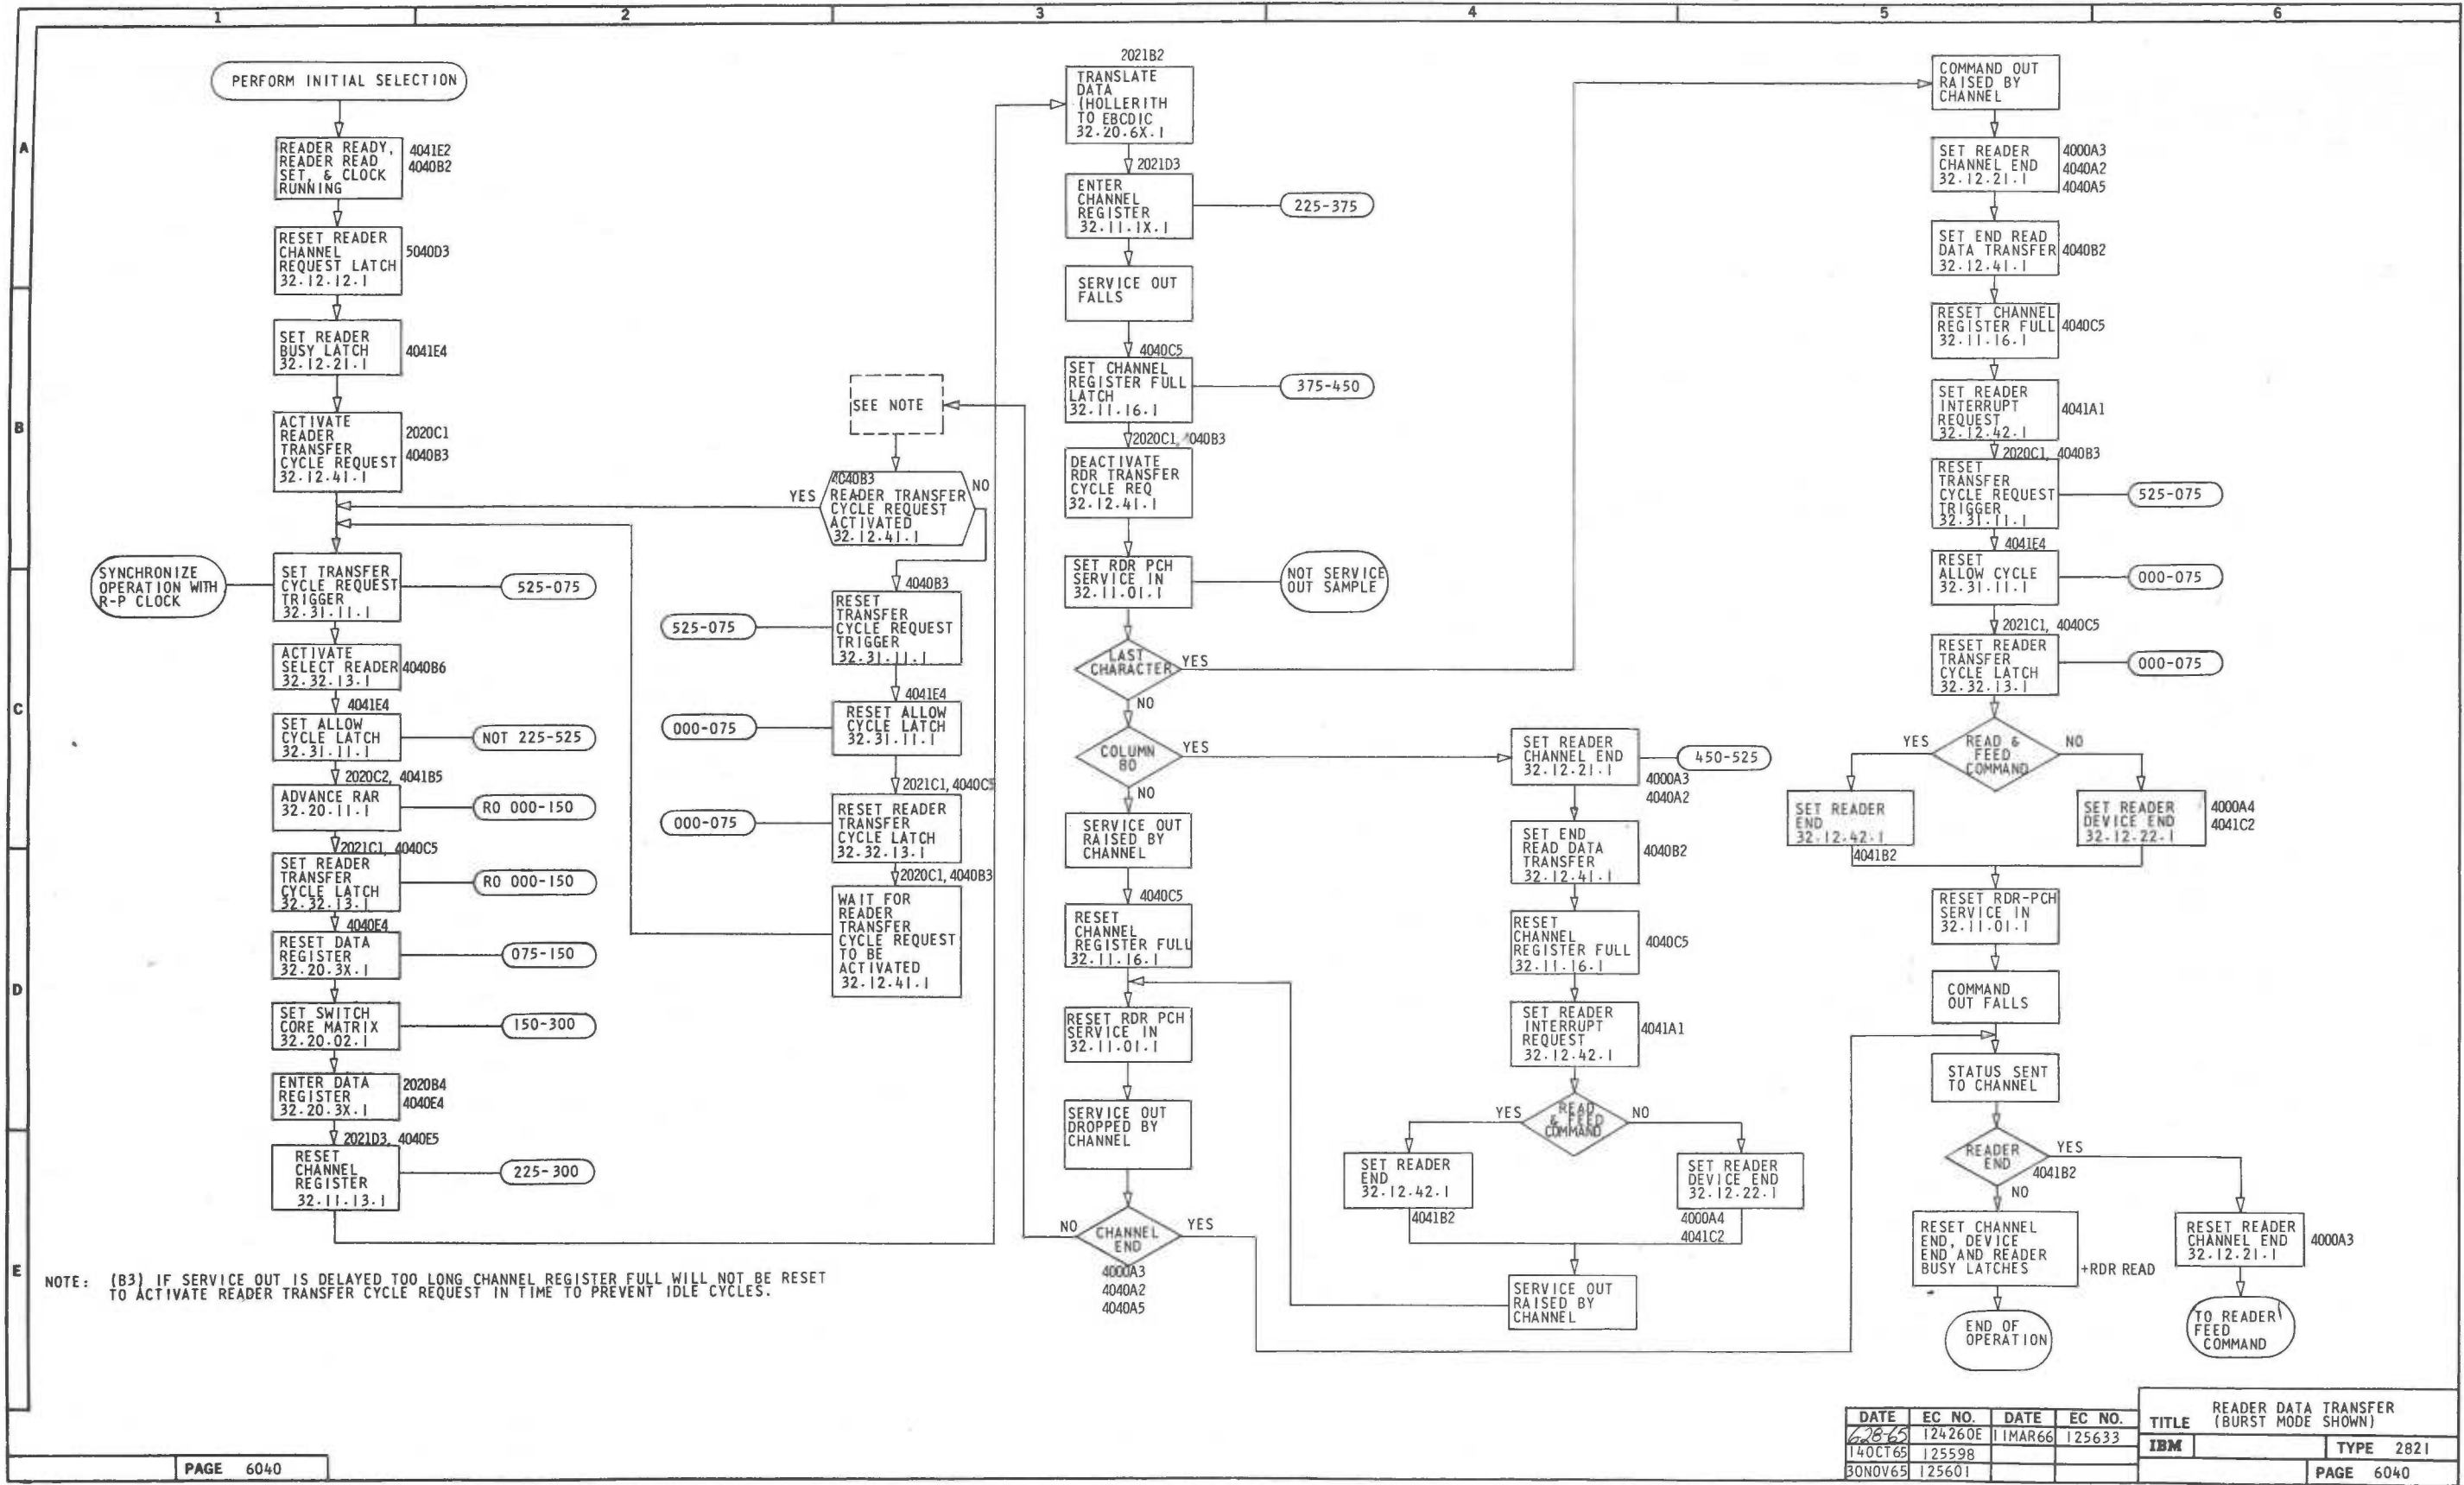 1
2
3
4
5
6
A
B
C
D
E
PERFORM INITIAL SELECTION
READER READY,
READER READ
SET, & CLOCK
RUNNING
4041E2
4040B2
RESET READER
CHANNEL
REQUEST LATCH
32.12.12.1
5040D3
SET READER
BUSY LATCH
32.12.21.1
4041E4
ACTIVATE
READER
TRANSFER
CYCLE REQUEST
32.12.41.1
2020C1
4040B3
SYNCHRONIZE
OPERATION WITH
R-P CLOCK
SET TRANSFER
CYCLE REQUEST
TRIGGER
32.31.11.1
525-075
ACTIVATE
SELECT READER
32.32.13.1
4040B6
4041E4
SET ALLOW
CYCLE LATCH
32.31.11.1
NOT 225-525
2020C2, 4041B5
ADVANCE RAR
32.20.11.1
RO 000-150
2021C1, 4040C5
SET READER
TRANSFER
CYCLE LATCH
32.32.13.1
RO 000-150
4040E4
RESET DATA
REGISTER
32.20.3X.1
075-150
SET SWITCH
CORE MATRIX
32.20.02.1
150-300
ENTER DATA
REGISTER
32.20.3X.1
2020B4
4040E4
2021D3, 4040E5
RESET
CHANNEL
REGISTER
32.11.13.1
225-300
SEE NOTE
4040B3
READER TRANSFER
CYCLE REQUEST
ACTIVATED
32.12.41.1
YES
NO
4040B3
RESET
TRANSFER
CYCLE REQUEST
TRIGGER
32.31.11.1
525-075
4041E4
RESET ALLOW
CYCLE LATCH
32.31.11.1
000-075
2021C1, 4040C5
RESET READER
TRANSFER
CYCLE LATCH
32.32.13.1
000-075
2020C1, 4040B3
WAIT FOR
READER
TRANSFER
CYCLE REQUEST
TO BE
ACTIVATED
32.12.41.1
2021B2
TRANSLATE
DATA
(HOLLERITH
TO EBCDIC
32.20.6X.1
2021D3
ENTER
CHANNEL
REGISTER
32.11.1X.1
225-375
SERVICE OUT
FALLS
4040C5
SET CHANNEL
REGISTER FULL
LATCH
32.11.16.1
375-450
2020C1, 4040B3
DEACTIVATE
RDR TRANSFER
CYCLE REQ
32.12.41.1
SET RDR PCH
SERVICE IN
32.11.01.1
NOT SERVICE
OUT SAMPLE
LAST
CHARACTER
YES
NO
COLUMN
80
YES
NO
SERVICE OUT
RAISED BY
CHANNEL
4040C5
RESET
CHANNEL
REGISTER FULL
32.11.16.1
RESET RDR PCH
SERVICE IN
32.11.01.1
SERVICE OUT
DROPPED BY
CHANNEL
CHANNEL
END
NO
YES
4000A3
4040A2
4040A5
SET READER
CHANNEL END
32.12.21.1
450-525
4000A3
4040A2
SET END
READ DATA
TRANSFER
32.12.41.1
4040B2
RESET
CHANNEL
REGISTER FULL
32.11.16.1
4040C5
SET READER
INTERRUPT
REQUEST
32.12.42.1
4041A1
READ
& FEED
COMMAND
YES
NO
SET READER
END
32.12.42.1
4041B2
SET READER
DEVICE END
32.12.22.1
4000A4
4041C2
SERVICE OUT
RAISED BY
CHANNEL
COMMAND OUT
RAISED BY
CHANNEL
SET READER
CHANNEL END
32.12.21.1
4000A3
4040A2
4040A5
SET END READ
DATA TRANSFER
32.12.41.1
4040B2
RESET CHANNEL
REGISTER FULL
32.11.16.1
4040C5
SET READER
INTERRUPT
REQUEST
32.12.42.1
4041A1
2020C1, 4040B3
RESET
TRANSFER
CYCLE REQUEST
TRIGGER
32.31.11.1
525-075
4041E4
RESET
ALLOW CYCLE
32.31.11.1
000-075
2021C1, 4040C5
RESET READER
TRANSFER
CYCLE LATCH
32.32.13.1
000-075
READ &
FEED
COMMAND
YES
NO
SET READER
END
32.12.42.1
4041B2
SET READER
DEVICE END
32.12.22.1
4000A4
4041C2
RESET RDR-PCH
SERVICE IN
32.11.01.1
COMMAND
OUT FALLS
STATUS SENT
TO CHANNEL
READER
END
YES
4041B2
NO
RESET CHANNEL
END, DEVICE
END AND READER
BUSY LATCHES
+RDR READ
END OF
OPERATION
RESET READER
CHANNEL END
32.12.21.1
4000A3
TO READER
FEED
COMMAND
NOTE: (B3) IF SERVICE OUT IS DELAYED TOO LONG CHANNEL REGISTER FULL WILL NOT BE RESET
TO ACTIVATE READER TRANSFER CYCLE REQUEST IN TIME TO PREVENT IDLE CYCLES.
PAGE 6040
DATE EC NO. DATE EC NO.
6-28-65 124260E 11MAR66 125633
14OCT65 125598
30NOV65 125601
TITLE READER DATA TRANSFER
(BURST MODE SHOWN)
IBM TYPE 2821
PAGE 6040